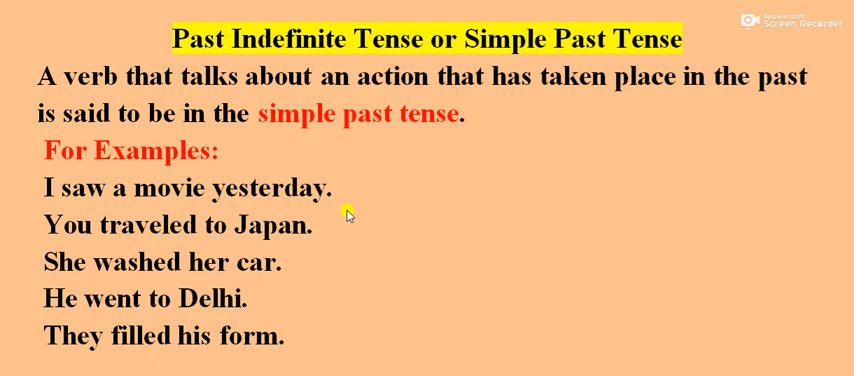 Apowersoft
Screen Recorder
Past Indefinite Tense or Simple Past Tense
A verb that talks about an action that has taken place in the past
is said to be in the simple past tense.
For Examples:
I saw a movie yesterday.
You traveled to Japan.
She washed her car.
He went to Delhi.
They filled his form.